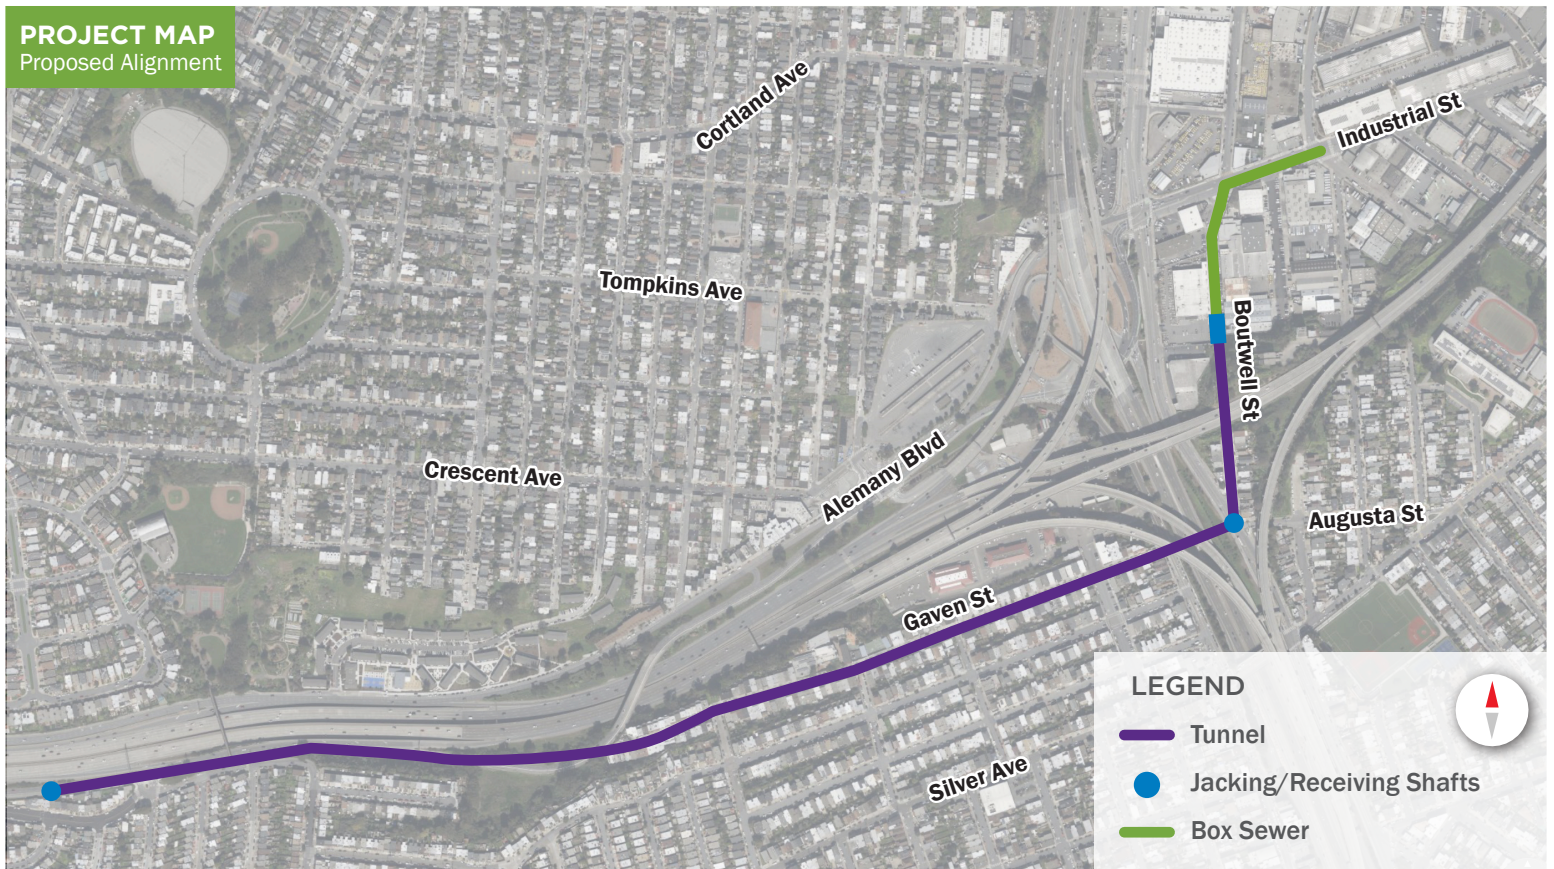 PROJECT MAP
Proposed Alignment
Cortland Ave
Industrial St
Tompkins Ave
Boutwell St
Crescent Ave
Alemany Blvd
Augusta St
Gaven St
Silver Ave
LEGEND
Tunnel
Jacking/Receiving Shafts
Box Sewer